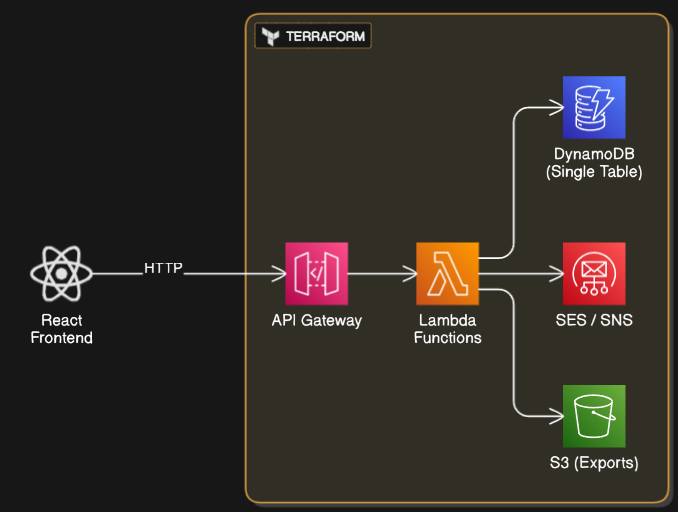 TERRAFORM
DynamoDB
(Single Table)
HTTP
React
Frontend
API Gateway
Lambda
Functions
SES / SNS
S3 (Exports)